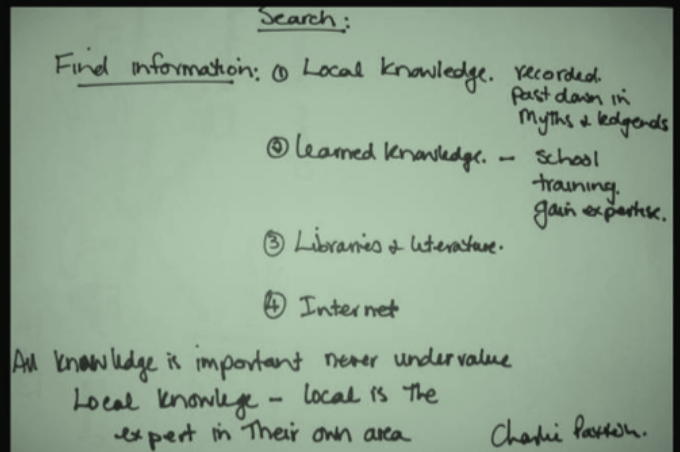 Search:
Find information: ① Local knowledge. recorded.
past down in
Myths & ledgends
② learned knowledge. - school
training.
gain expertise.
③ Libraries & literature.
④ Internet
All knowledge is important never undervalue
Local knowlege - local is the
expert in Their own area
Charlie